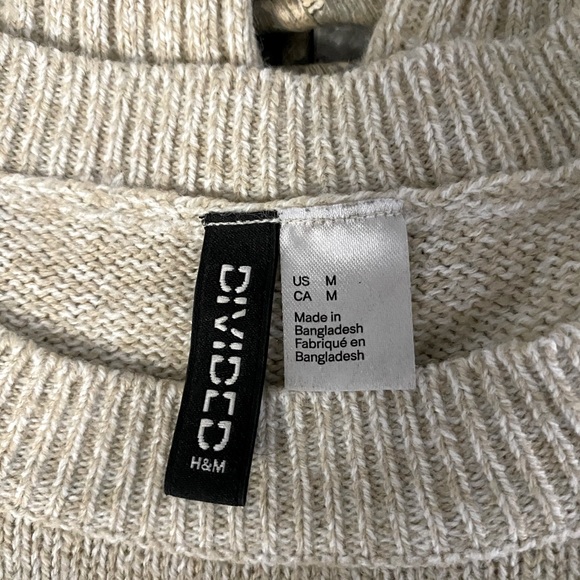 DIVIDED
H&M
US M
CA M
Made in
Bangladesh
Fabriqué en
Bangladesh